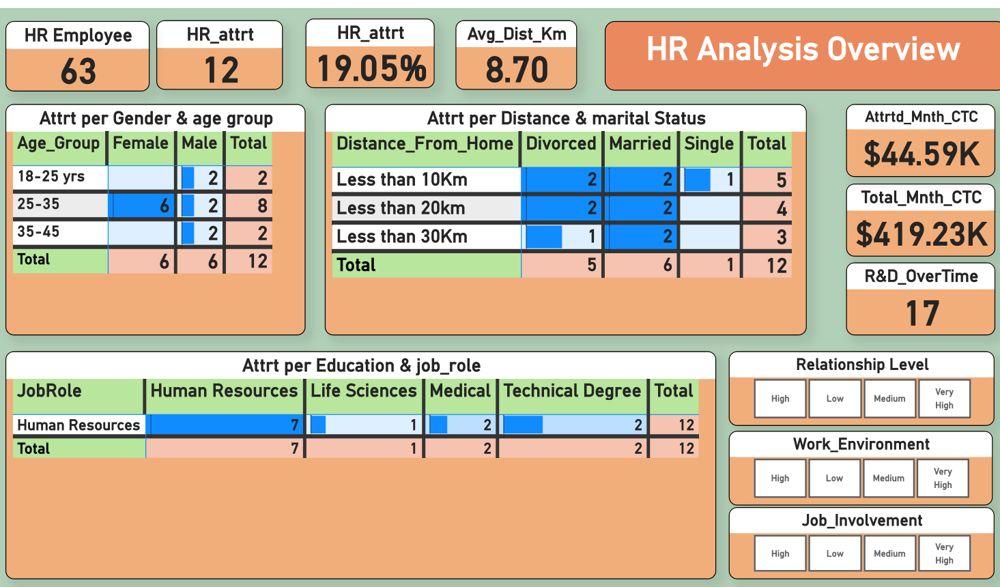 HR Employee
63
HR_attrt
12
HR_attrt
19.05%
Avg_Dist_Km
8.70
HR Analysis Overview
Attrt per Gender & age group
Age_Group Female Male Total
18-25 yrs 2 2
25-35 6 2 8
35-45 2 2
Total 6 6 12
Attrt per Distance & marital Status
Distance_From_Home Divorced Married Single Total
Less than 10Km 2 2 1 5
Less than 20km 2 2 4
Less than 30Km 1 2 3
Total 5 6 1 12
Attrtd_Mnth_CTC
$44.59K
Total_Mnth_CTC
$419.23K
R&D_OverTime
17
Attrt per Education & job_role
JobRole Human Resources Life Sciences Medical Technical Degree Total
Human Resources 7 1 2 2 12
Total 7 1 2 2 12
Relationship Level
High Low Medium Very
High
Work_Environment
High Low Medium Very
High
Job_Involvement
High Low Medium Very
High